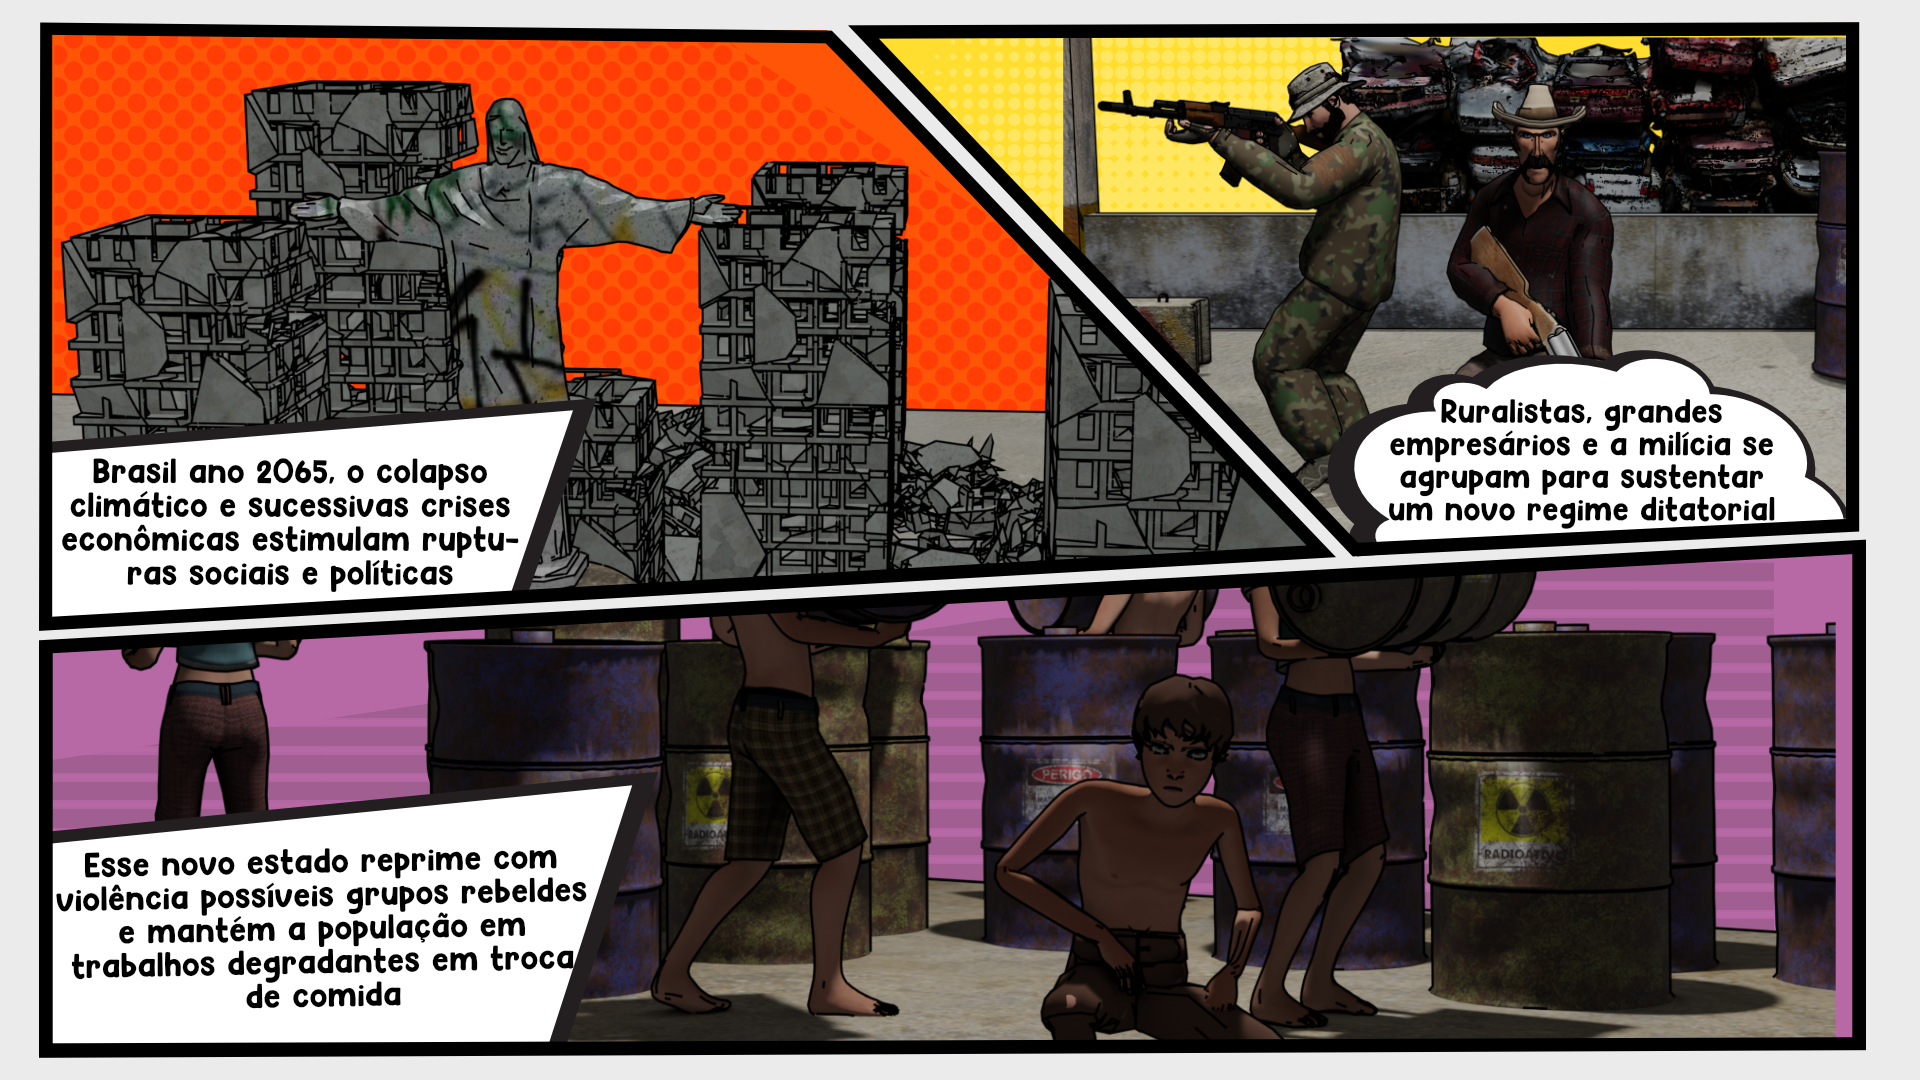 Brasil ano 2065, o colapso
climático e sucessivas crises
econômicas estimulam ruptu-
ras sociais e políticas
Ruralistas, grandes
empresários e a milícia se
agrupam para sustentar
um novo regime ditatorial
Esse novo estado reprime com
violência possíveis grupos rebeldes
e mantém a população em
trabalhos degradantes em troca
de comida
PERIGO
RADIOATIVO